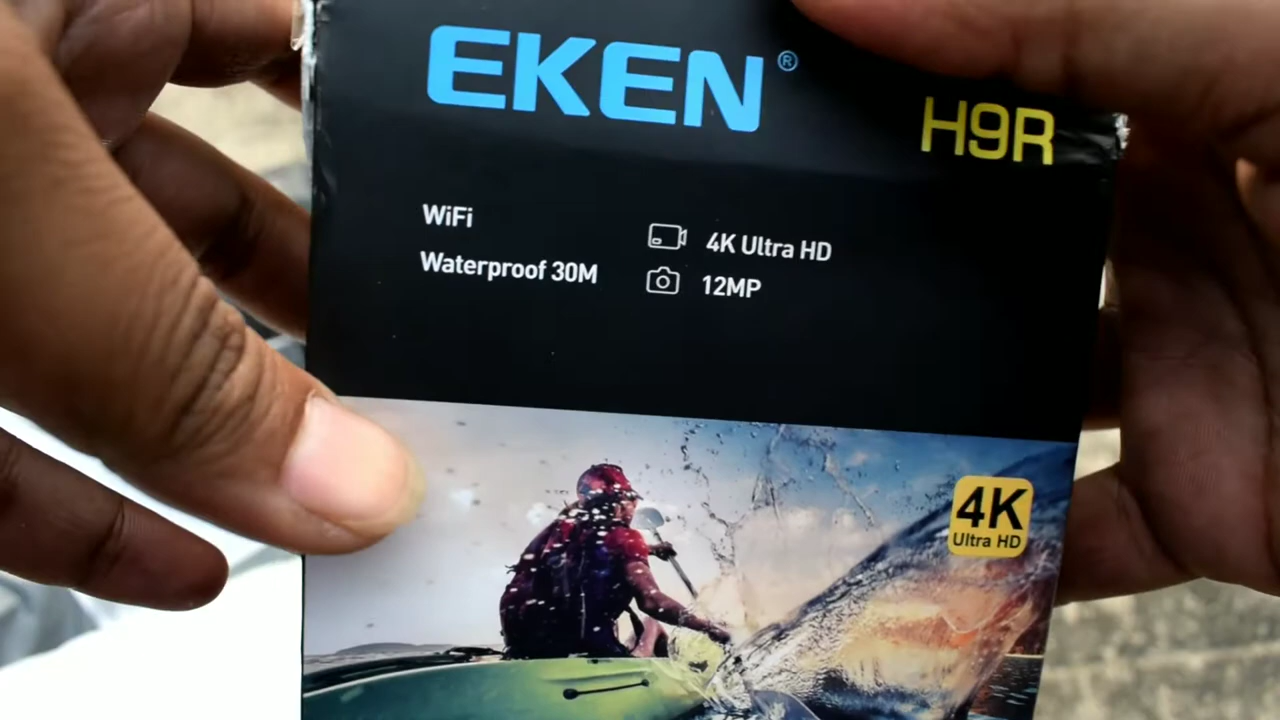 EKEN®
H9R
WiFi
Waterproof 30M
4K Ultra HD
12MP
4K
Ultra HD